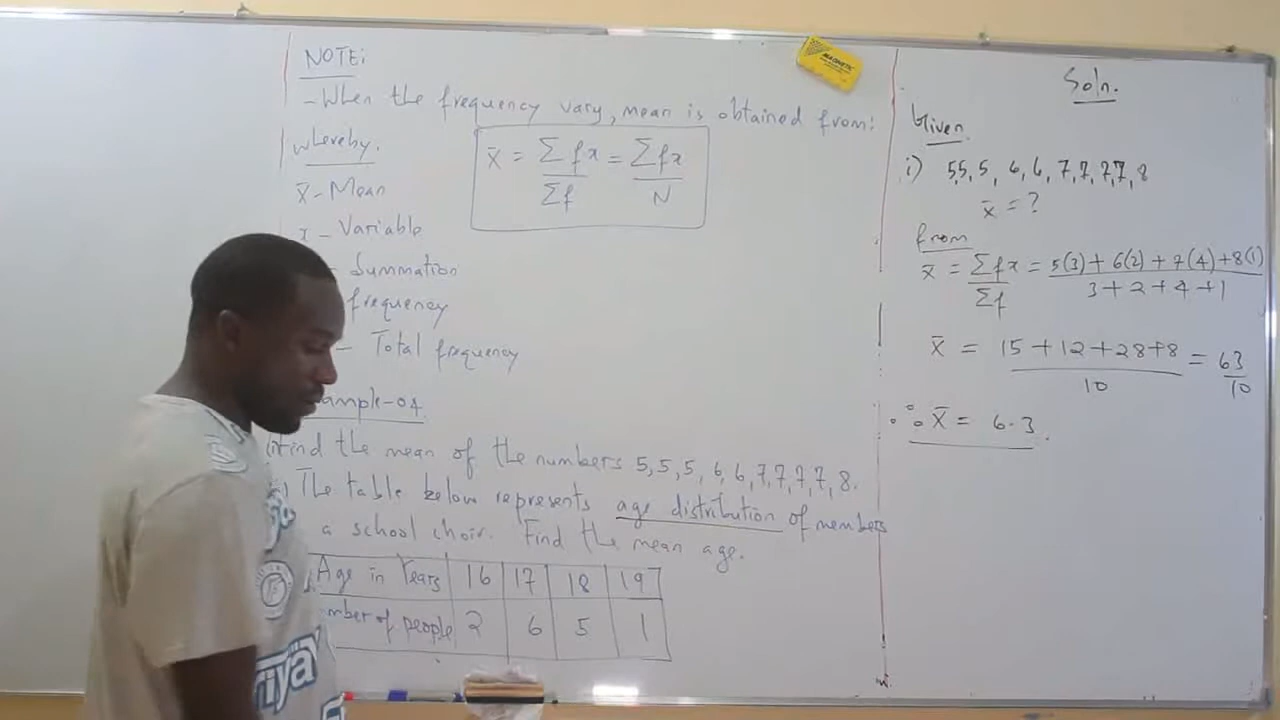 NOTE:
- When the frequency vary, mean is obtained from:
whereby.
x̄ = Σfx / Σf = Σfx / N
x̄ - Mean
x - Variable
Summation
frequency
- Total frequency
ample-04
Find the mean of the numbers 5, 5, 5, 6, 6, 7, 7, 7, 7, 8.
The table below represents age distribution of members
a school choir. Find the mean age.
Age in Years 16 17 18 19
mber of people 2 6 5 1
MAGNETIC
Soln.
Given.
i) 5,5,5, 6,6,7,7,7,7,8
x̄ = ?
from
x̄ = Σfx / Σf = 5(3) + 6(2) + 7(4) + 8(1) / 3 + 2 + 4 + 1
x̄ = 15 + 12 + 28 + 8 / 10 = 63 / 10
∴ x̄ = 6.3.